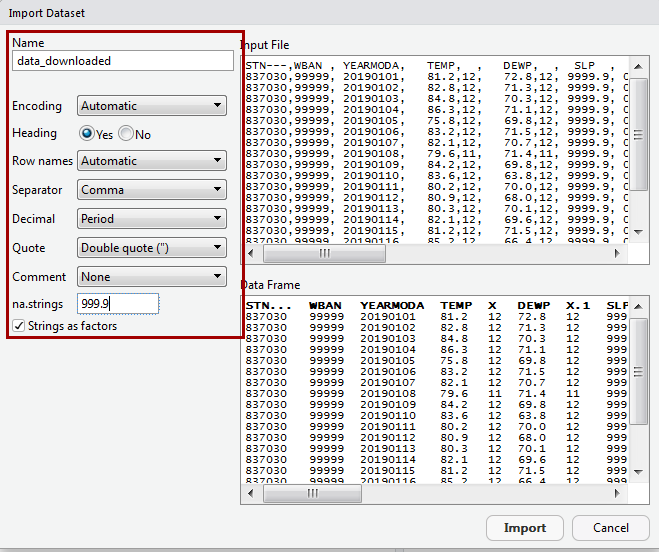 Import Dataset
Name
data_downloaded
Encoding Automatic
Heading Yes No
Row names Automatic
Separator Comma
Decimal Period
Quote Double quote (")
Comment None
na.strings 999.9
Strings as factors
Input File
STN---,WBAN , YEARMODA,   TEMP, ,   DEWP, ,  SLP  ,
837030,99999, 20190101,   81.2,12,   72.8,12, 9999.9, 0
837030,99999, 20190102,   82.8,12,   71.3,12, 9999.9, 0
837030,99999, 20190103,   84.8,12,   70.3,12, 9999.9, 0
837030,99999, 20190104,   86.3,12,   71.1,12, 9999.9, 0
837030,99999, 20190105,   75.8,12,   69.8,12, 9999.9, 0
837030,99999, 20190106,   83.2,12,   71.5,12, 9999.9, 0
837030,99999, 20190107,   82.1,12,   70.7,12, 9999.9, 0
837030,99999, 20190108,   79.6,11,   71.4,11, 9999.9, 0
837030,99999, 20190109,   84.2,12,   69.8,12, 9999.9, 0
837030,99999, 20190110,   83.6,12,   63.8,12, 9999.9, 0
837030,99999, 20190111,   80.2,12,   70.0,12, 9999.9, 0
837030,99999, 20190112,   80.9,12,   68.0,12, 9999.9, 0
837030,99999, 20190113,   80.3,12,   70.1,12, 9999.9, 0
837030,99999, 20190114,   82.1,12,   69.6,12, 9999.9, 0
837030,99999, 20190115,   81.2,12,   71.5,12, 9999.9, 0
837030,99999, 20190116,   85.2,12,   66.4,12, 9999.9, 0
Data Frame
STN... WBAN YEARMODA TEMP X DEWP X.1 SLP
837030 99999 20190101 81.2 12 72.8 12 999
837030 99999 20190102 82.8 12 71.3 12 999
837030 99999 20190103 84.8 12 70.3 12 999
837030 99999 20190104 86.3 12 71.1 12 999
837030 99999 20190105 75.8 12 69.8 12 999
837030 99999 20190106 83.2 12 71.5 12 999
837030 99999 20190107 82.1 12 70.7 12 999
837030 99999 20190108 79.6 11 71.4 11 999
837030 99999 20190109 84.2 12 69.8 12 999
837030 99999 20190110 83.6 12 63.8 12 999
837030 99999 20190111 80.2 12 70.0 12 999
837030 99999 20190112 80.9 12 68.0 12 999
837030 99999 20190113 80.3 12 70.1 12 999
837030 99999 20190114 82.1 12 69.6 12 999
837030 99999 20190115 81.2 12 71.5 12 999
837030 99999 20190116 85.2 12 66.4 12 999
Import Cancel